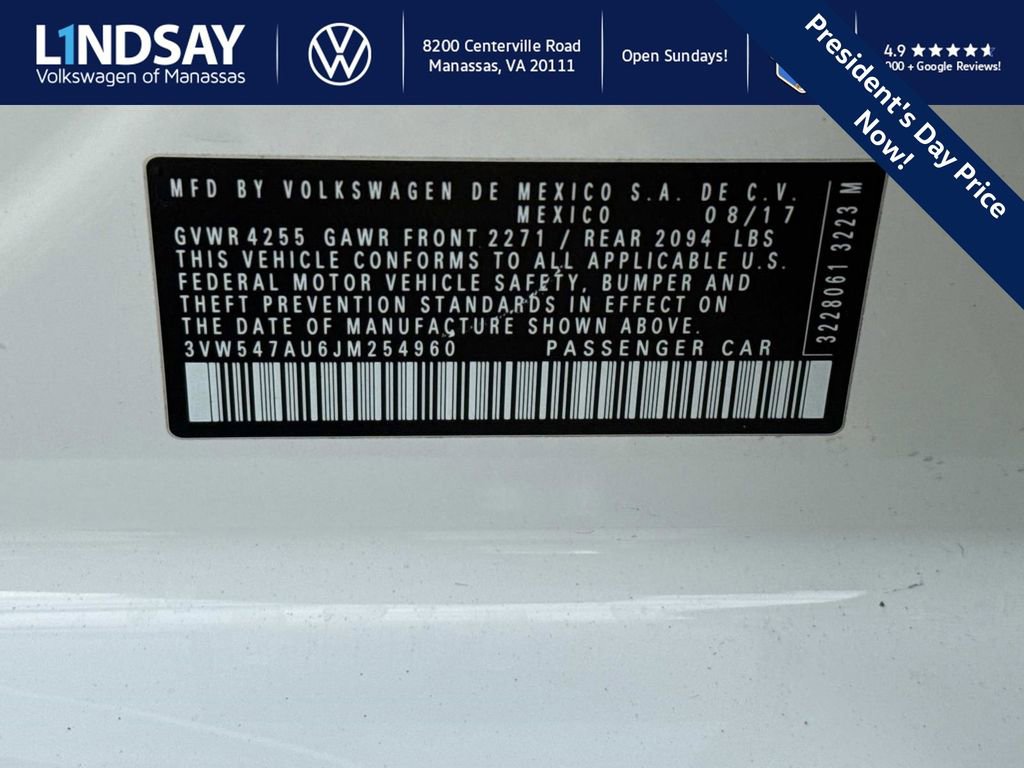 L1NDSAY
Volkswagen of Manassas
8200 Centerville Road
Manassas, VA 20111
Open Sundays!
4.9
000 + Google Reviews!
President's Day Price
Now!
MFD BY VOLKSWAGEN DE MEXICO S.A. DE C.V.
MEXICO 08/17
GVWR 4255 GAWR FRONT 2271 / REAR 2094 LBS
THIS VEHICLE CONFORMS TO ALL APPLICABLE U.S.
FEDERAL MOTOR VEHICLE SAFETY, BUMPER AND
THEFT PREVENTION STANDARDS IN EFFECT ON
THE DATE OF MANUFACTURE SHOWN ABOVE.
3VW547AU6JM254960 PASSENGER CAR
3228061 3223 M